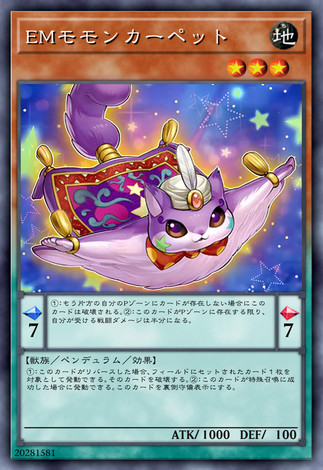 EMモモンカーペット
地
①:もう片方の自分のPゾーンにカードが存在しない場合にこの
カードは破壊される。②:このカードがPゾーンに存在する限り、
自分が受ける戦闘ダメージは半分になる。
7
7
【獣族/ペンデュラム/効果】
①:このカードがリバースした場合、フィールドにセットされたカード1枚を
対象として発動できる。そのカードを破壊する。②:このカードが特殊召喚に成
功した場合に発動できる。このカードを裏側守備表示にする。
ATK/ 1000 DEF/ 100
20281581